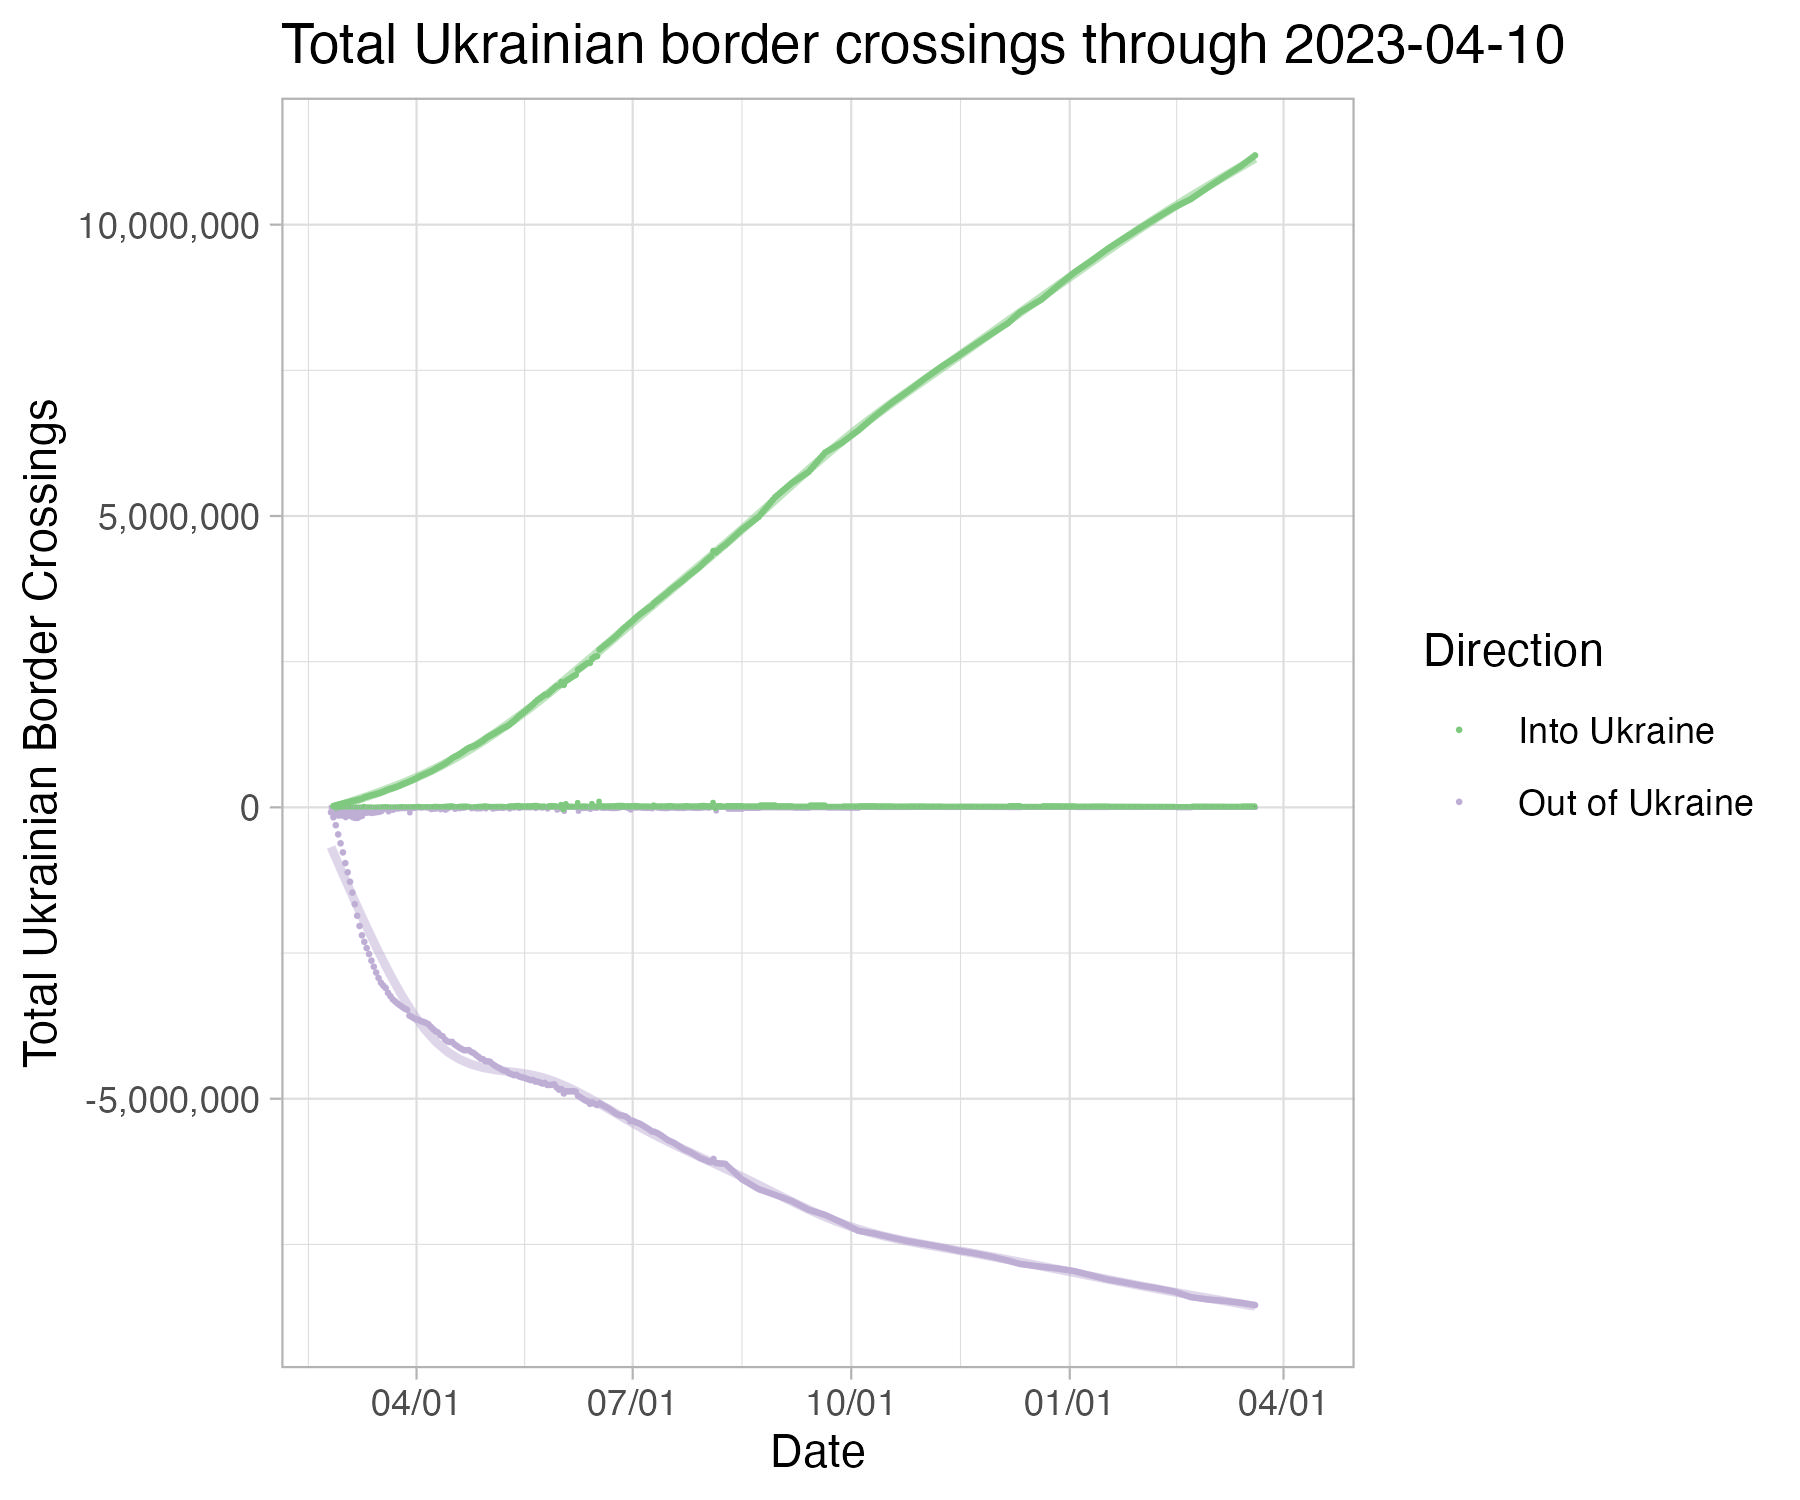 Total Ukrainian border crossings through 2023-04-10
Total Ukrainian Border Crossings
10,000,000
5,000,000
0
-5,000,000
04/01
07/01
10/01
01/01
04/01
Date
Direction
Into Ukraine
Out of Ukraine